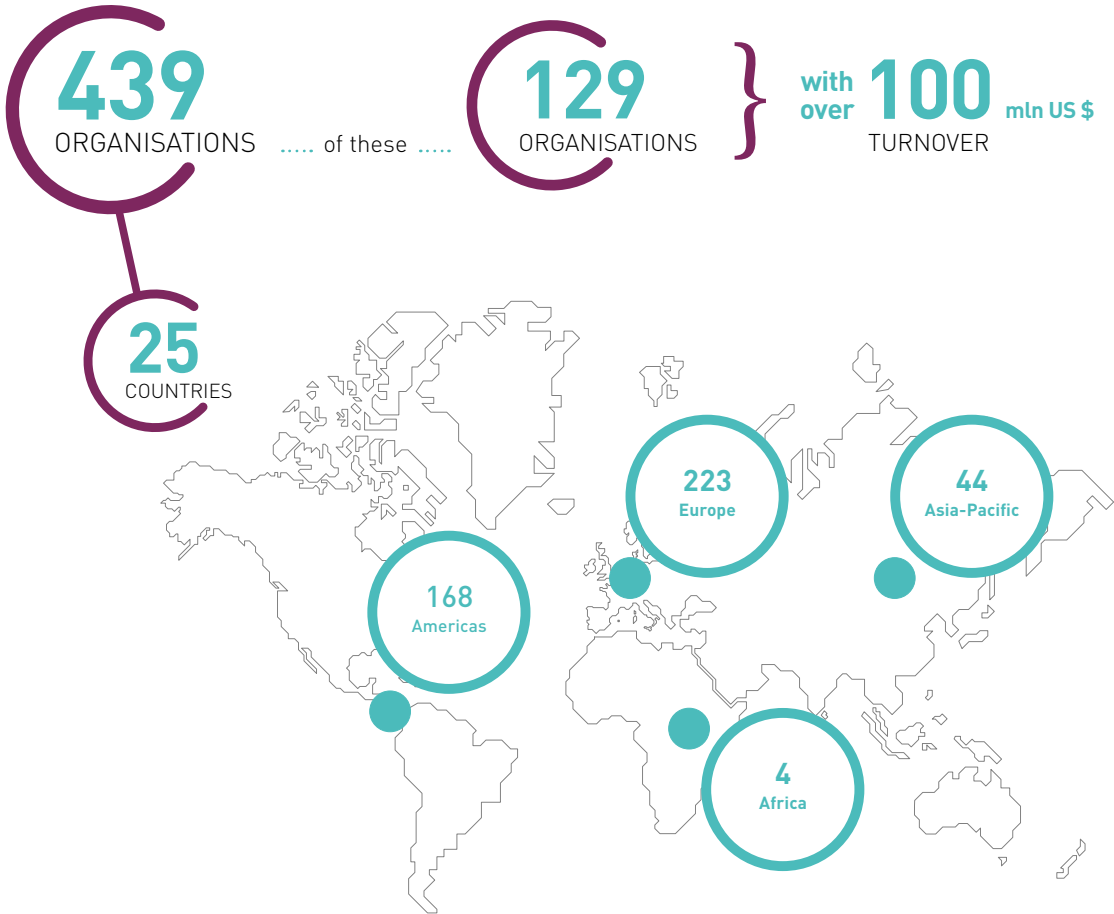 439
ORGANISATIONS
..... of these .....
129
ORGANISATIONS
}
with
over
100 mln US $
TURNOVER
25
COUNTRIES
223
Europe
44
Asia-Pacific
168
Americas
4
Africa